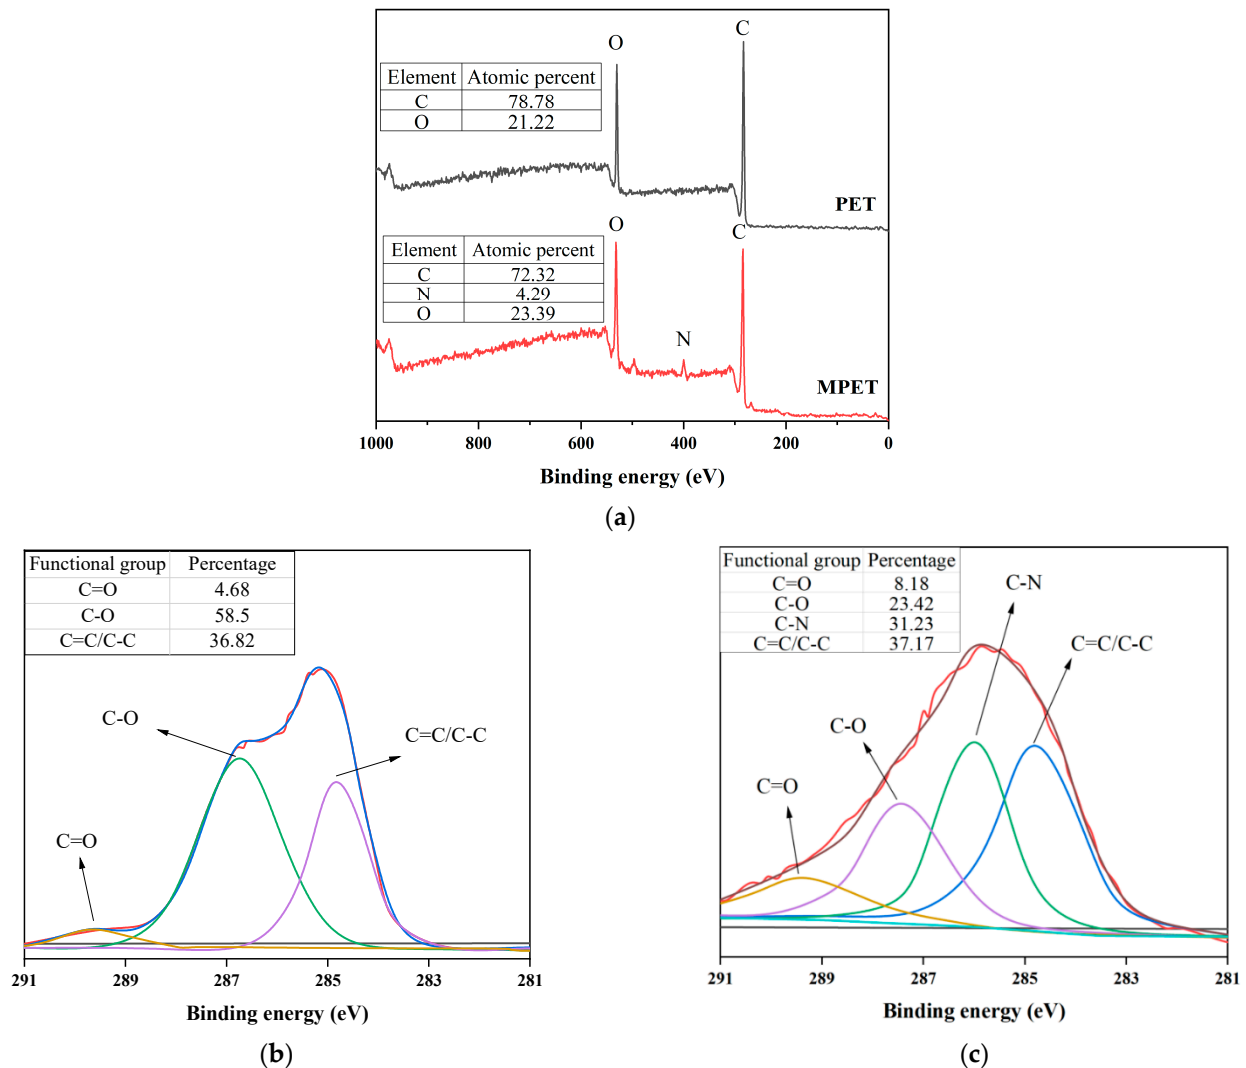 O
C
Element Atomic percent
C 78.78
O 21.22
PET
O
C
Element Atomic percent
C 72.32
N 4.29
O 23.39
N
MPET
1000 800 600 400 200 0
Binding energy (eV)
(a)
Functional group Percentage
C=O 4.68
C-O 58.5
C=C/C-C 36.82
C-O
C=C/C-C
C=O
291 289 287 285 283 281
Binding energy (eV)
(b)
Functional group Percentage
C=O 8.18
C-O 23.42
C-N 31.23
C=C/C-C 37.17
C-N
C=C/C-C
C-O
C=O
291 289 287 285 283 281
Binding energy (eV)
(c)